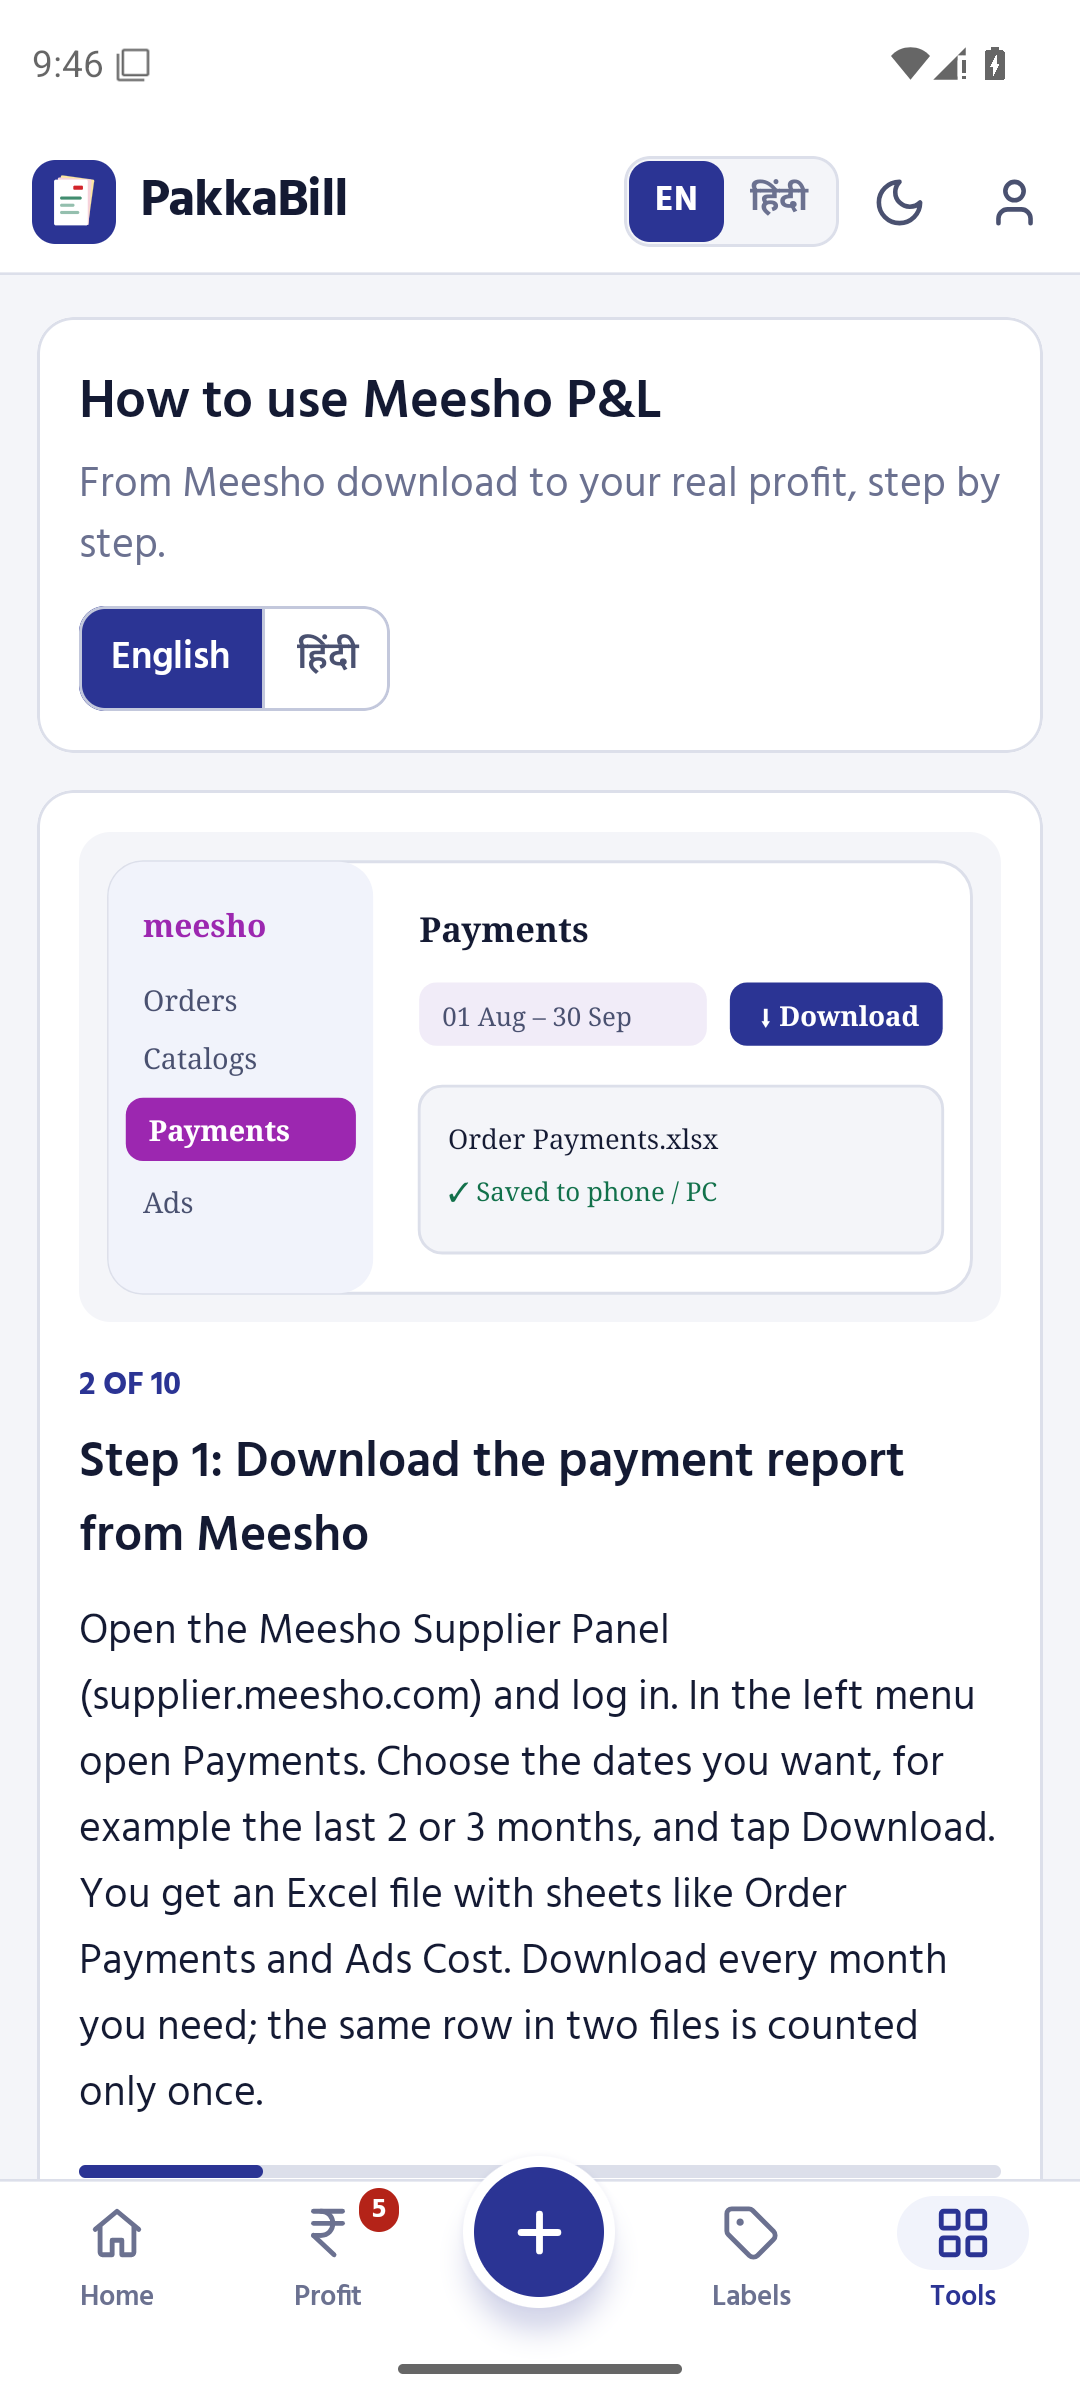 9:46
PakkaBill
EN
हिंदी
How to use Meesho P&L
From Meesho download to your real profit, step by
step.
English
हिंदी
meesho
Orders
Catalogs
Payments
Ads
Payments
01 Aug – 30 Sep
↓ Download
Order Payments.xlsx
✓ Saved to phone / PC
2 OF 10
Step 1: Download the payment report
from Meesho
Open the Meesho Supplier Panel
(supplier.meesho.com) and log in. In the left menu
open Payments. Choose the dates you want, for
example the last 2 or 3 months, and tap Download.
You get an Excel file with sheets like Order
Payments and Ads Cost. Download every month
you need; the same row in two files is counted
only once.
5
Home
Profit
Labels
Tools